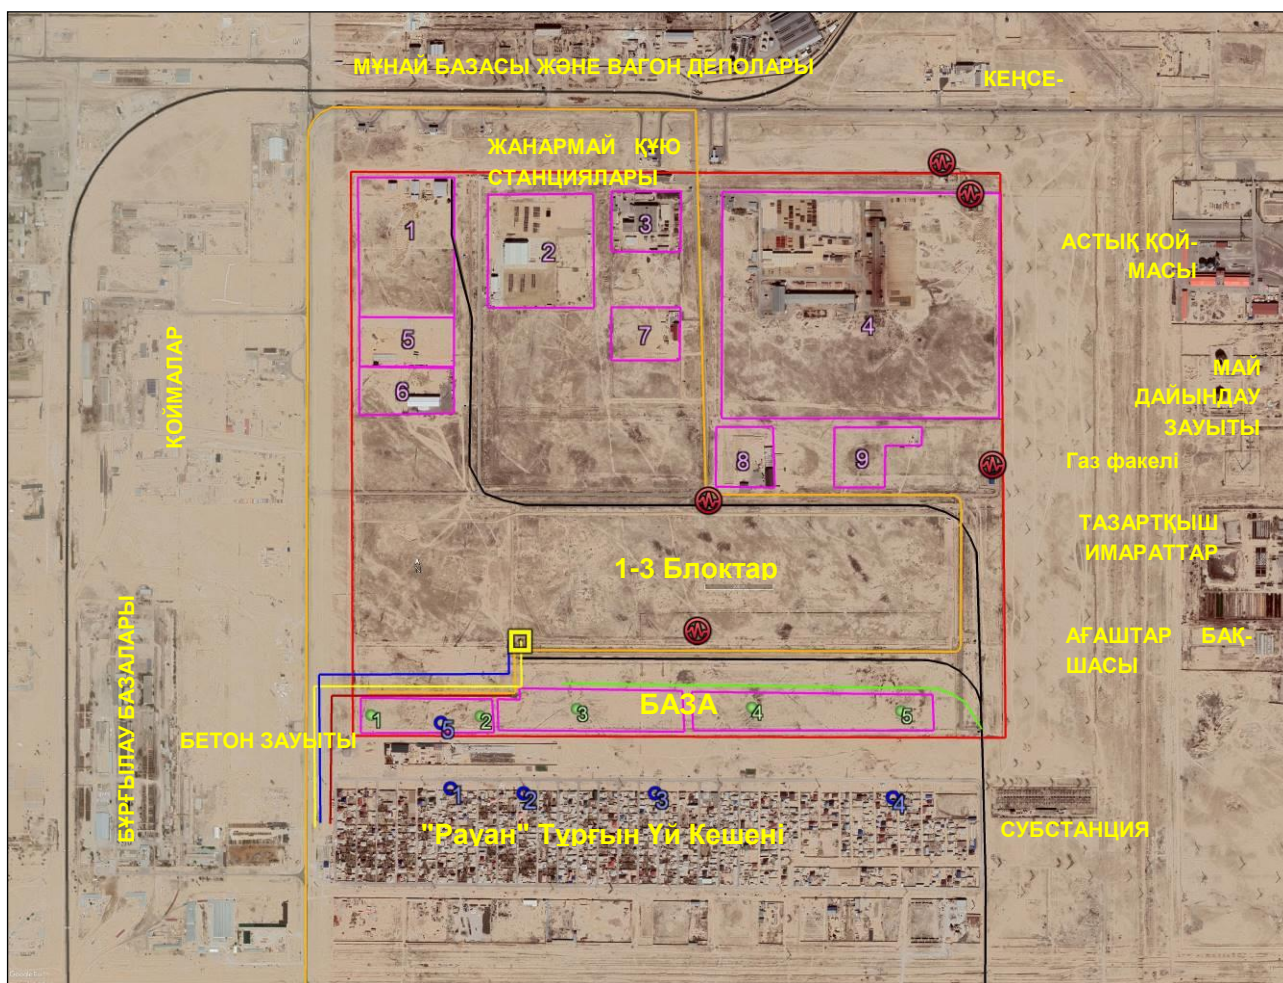 МҰНАЙ БАЗАСЫ ЖӘНЕ ВАГОН ДЕПОЛАРЫ
КЕҢСЕ-
ЖАНАРМАЙ ҚҰЮ
СТАНЦИЯЛАРЫ
1
2
3
4
АСТЫҚ ҚОЙ-
МАСЫ
5
7
6
ҚОЙМАЛАР
МАЙ
ДАЙЫНДАУ
ЗАУЫТЫ
8
9
Газ факелі
ТАЗАРТҚЫШ
ИМАРАТТАР
1-3 Блоктар
АҒАШТАР БАҚ-
ШАСЫ
БҰРҒЫЛАУ БАЗАЛАРЫ
БАЗА
1
5
2
3
4
5
БЕТОН ЗАУЫТЫ
1
2
3
4
"Рауан" Тұрғын Үй Кешені
СУБСТАНЦИЯ